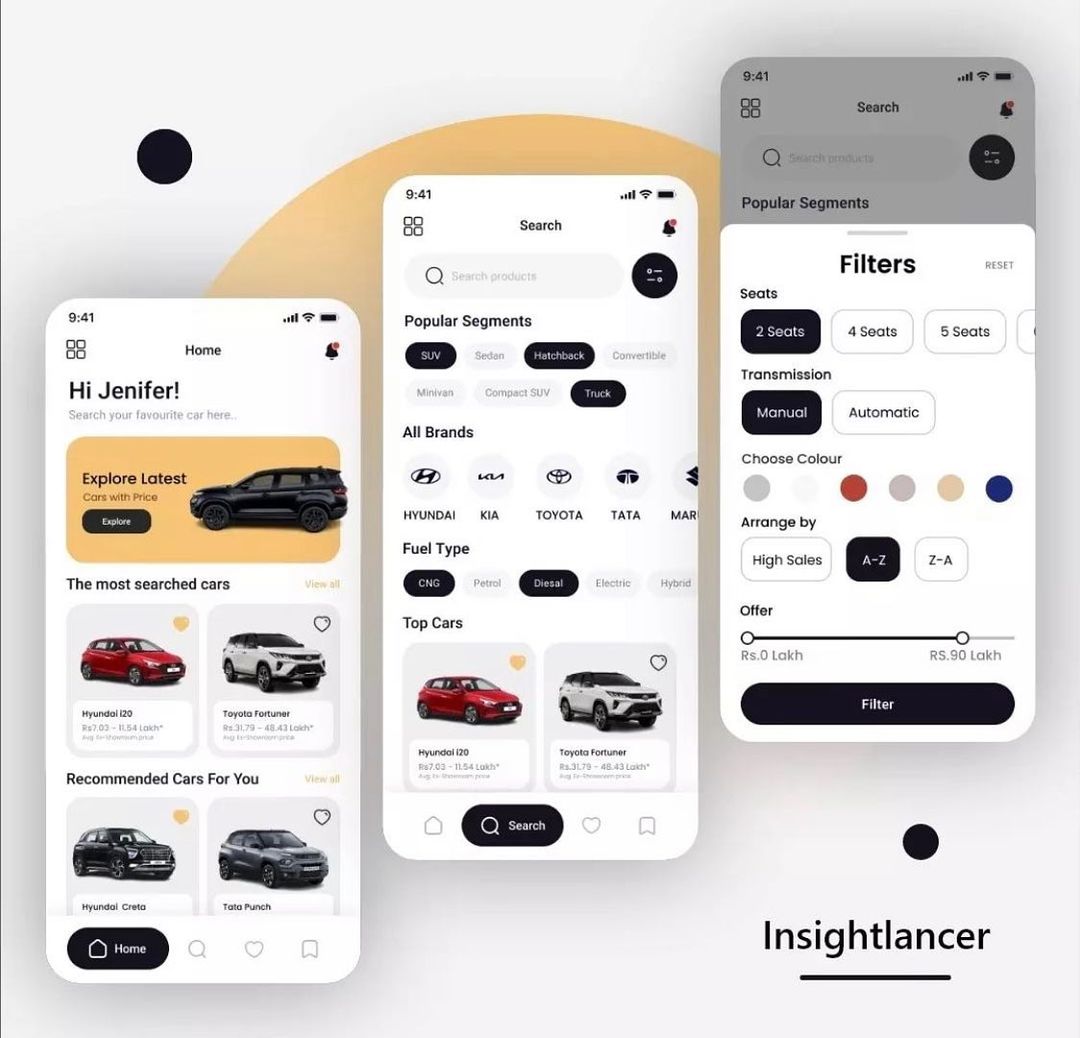 9:41
Home
Hi Jenifer!
Search your favourite car here..
Explore Latest
Cars with Price
Explore
The most searched cars
View all
Hyundai i20
Rs7.03 - 11.54 Lakh*
Avg. Ex-Showroom price
Toyota Fortuner
Rs.31.79 - 48.43 Lakh*
Avg. Ex-Showroom price
Recommended Cars For You
View all
Hyundai Creta
Tata Punch
Home
9:41
Search
Search products
Popular Segments
SUV
Sedan
Hatchback
Convertible
Minivan
Compact SUV
Truck
All Brands
HYUNDAI
KIA
TOYOTA
TATA
MARU
Fuel Type
CNG
Petrol
Diesal
Electric
Hybrid
Top Cars
Hyundai i20
Rs7.03 - 11.54 Lakh*
Avg. Ex-Showroom price
Toyota Fortuner
Rs.31.79 - 48.43 Lakh*
Avg. Ex-Showroom price
Search
9:41
Search
Search products
Popular Segments
Filters
RESET
Seats
2 Seats
4 Seats
5 Seats
Transmission
Manual
Automatic
Choose Colour
Arrange by
High Sales
A-Z
Z-A
Offer
Rs.0 Lakh
RS.90 Lakh
Filter
Insightlancer